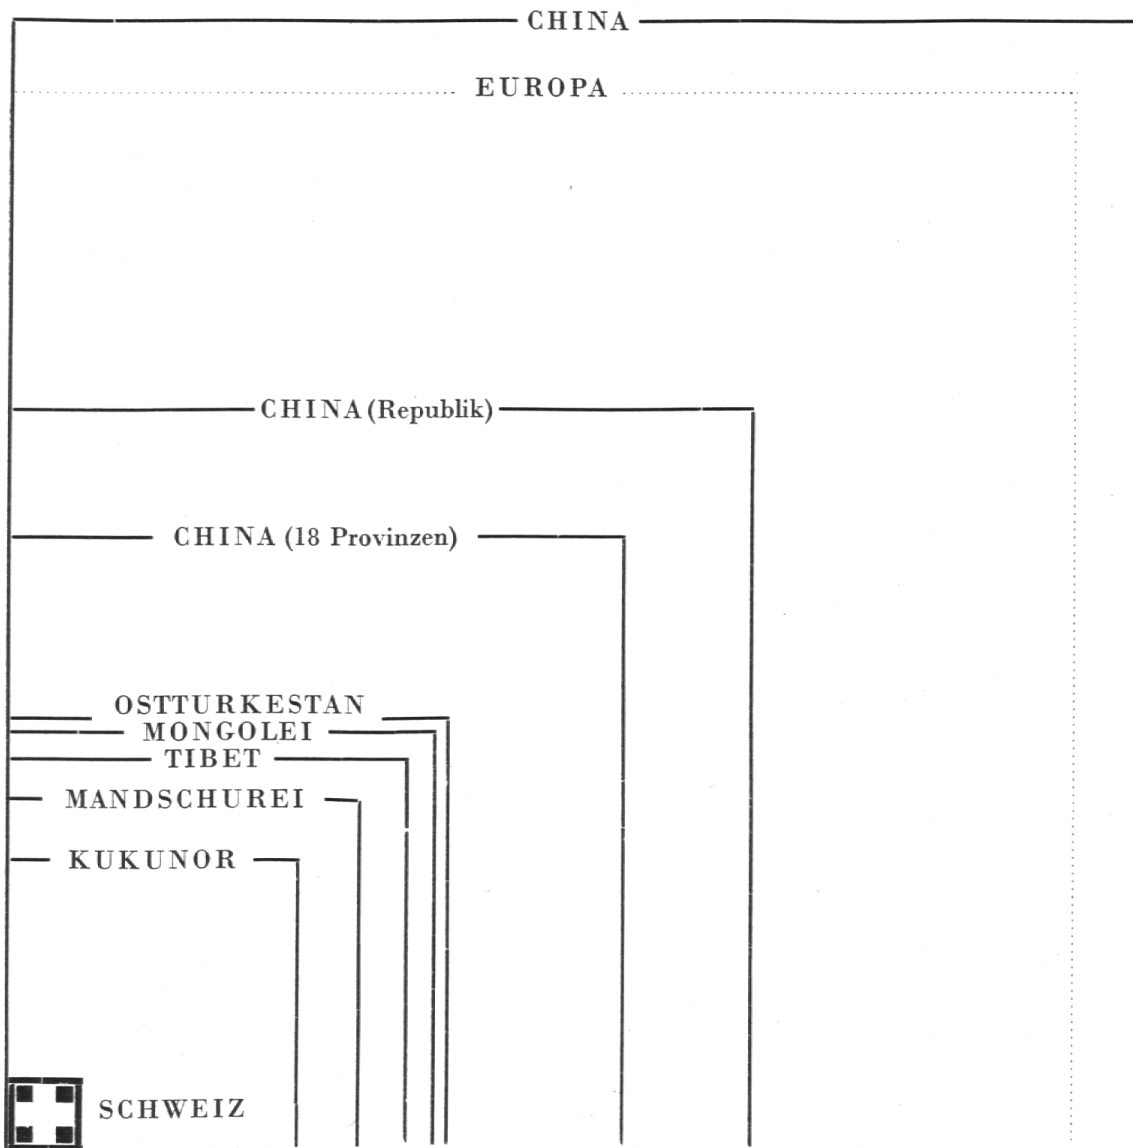 CHINA
EUROPA
CHINA (Republik)
CHINA (18 Provinzen)
OSTTURKESTAN
MONGOLEI
TIBET
MANDSCHUREI
KUKUNOR
SCHWEIZ